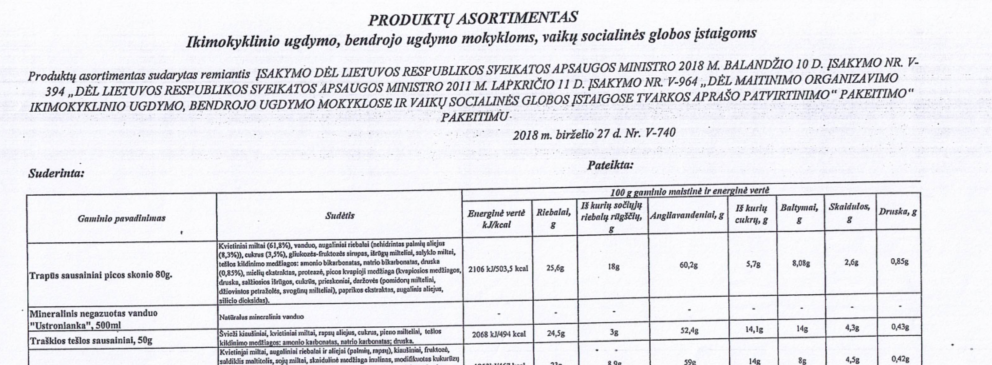 PRODUKTŲ ASORTIMENTAS
Ikimokyklinio ugdymo, bendrojo ugdymo mokykloms, vaikų socialinės globos įstaigoms
Produktų asortimentas sudarytas remiantis ĮSAKYMO DĖL LIETUVOS RESPUBLIKOS SVEIKATOS APSAUGOS MINISTRO 2018 M. BALANDŽIO 10 D. ĮSAKYMO NR. V-
394 „DĖL LIETUVOS RESPUBLIKOS SVEIKATOS APSAUGOS MINISTRO 2011 M. LAPKRIČIO 11 D. ĮSAKYMO NR. V-964 „DĖL MAITINIMO ORGANIZAVIMO
IKIMOKYKLINIO UGDYMO, BENDROJO UGDYMO MOKYKLOSE IR VAIKŲ SOCIALINĖS GLOBOS ĮSTAIGOSE TVARKOS APRAŠO PATVIRTINIMO“ PAKEITIMO“
PAKEITIMU
2018 m. birželio 27 d. Nr. V-740
Suderinta:
Pateikta:
100 g gaminio maistinė ir energinė vertė
Gaminio pavadinimas
Sudėtis
Energinė vertė kJ/kcal
Riebalai, g
Iš kurių sočiųjų riebalų rūgščių, g
Angliavandeniai, g
Iš kurių cukrų, g
Baltymai, g
Skaidulos, g
Druska, g
Trapūs sausainiai picos skonio 80g.
Kvietiniai miltai (61,8%), vanduo, augaliniai riebalai (nehidrintas palmių aliejus
(8,3%)), cukrus (3,5%), gliukozės-fruktozės sirupas, išrūgų milteliai, salyklo miltai,
tešlos kildinimo medžiagos: amonio bikarbonatas, natrio bikarbonatas, druska
(0,85%), mielių ekstraktas, proteazė, picos kvapioji medžiaga (kvapiosios medžiagos,
druska, saldžiosios išrūgos, cukrūs, prieskoniai, daržovės (pomidorų milteliai,
džiovintos petražolės, svogūnų milteliai), paprikos ekstraktas, augalinis aliejus,
silicio dioksidas).
2106 kJ/503,5 kcal
25,6g
18g
60,2g
5,7g
8,08g
2,6g
0,85g
Mineralinis negazuotas vanduo
"Ustronianka", 500ml
Natūralus mineralinis vanduo
- - - - - - - -
Traškios tešlos sausainiai, 50g
Švieži kiaušiniai, kvietiniai miltai, rapsų aliejus, cukrus, pieno milteliai, tešlos
kildinimo medžiagos: amonio karbonatas, natrio karbonatas; druska.
2068 kJ/494 kcal
24,5g
3g
52,4g
14,1g
14g
4,3g
0,43g
Kvietinjai miltai, augaliniai riebalai ir aliejai (palmių, rapsų), kiaušiniai, fruktozė,
saldiklis maltitolis, sojų miltai, skaidulinė medžiaga inulinas, modifikuotas kukurūzų
8,9g
59g
14g
8g
4,5g
0,42g